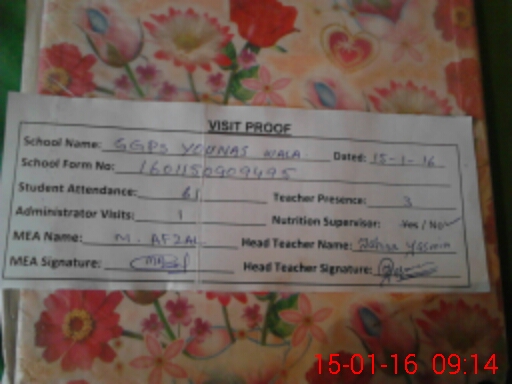 VISIT PROOF
School Name: GGPS YOUNAS WALA Dated: 15-1-16
School Form No: 1601150909495
Student Attendance: 61 Teacher Presence: 3
Administrator Visits: 1 Nutrition Supervisor: Yes / No
MEA Name: M. AFZAL Head Teacher Name: Yasmin
MEA Signature: Head Teacher Signature:
15-01-16 09:14